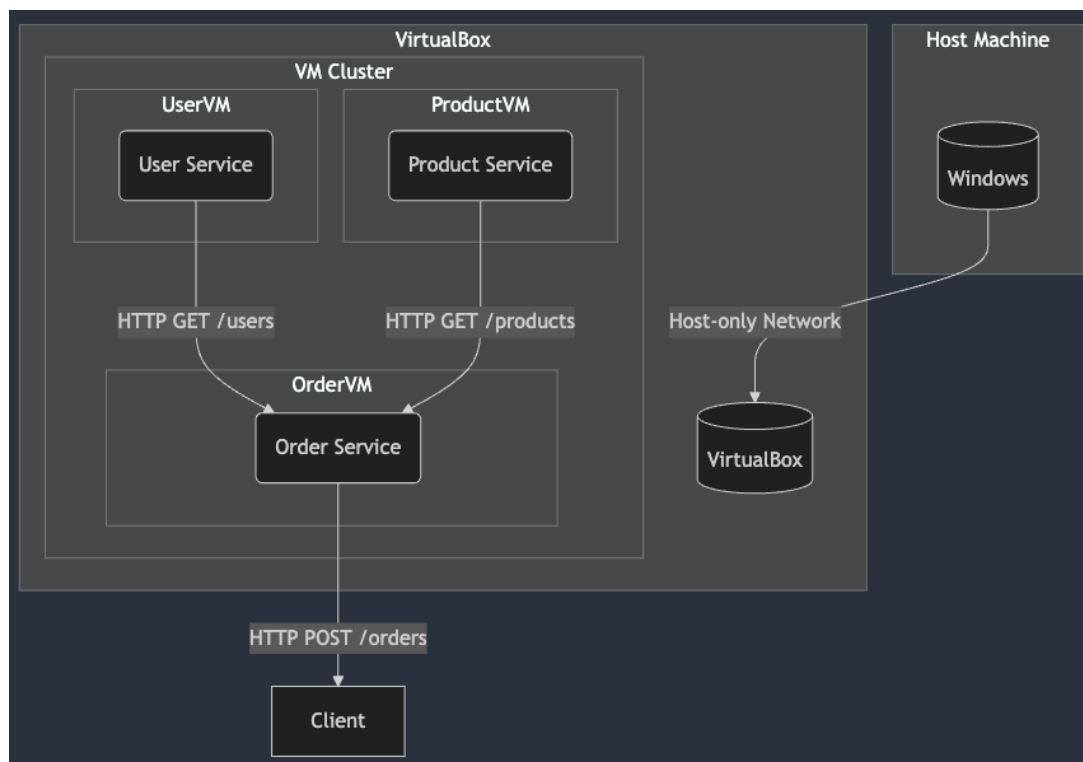 VirtualBox
Host Machine
VM Cluster
UserVM
ProductVM
User Service
Product Service
Windows
HTTP GET /users
HTTP GET /products
Host-only Network
OrderVM
Order Service
VirtualBox
HTTP POST /orders
Client